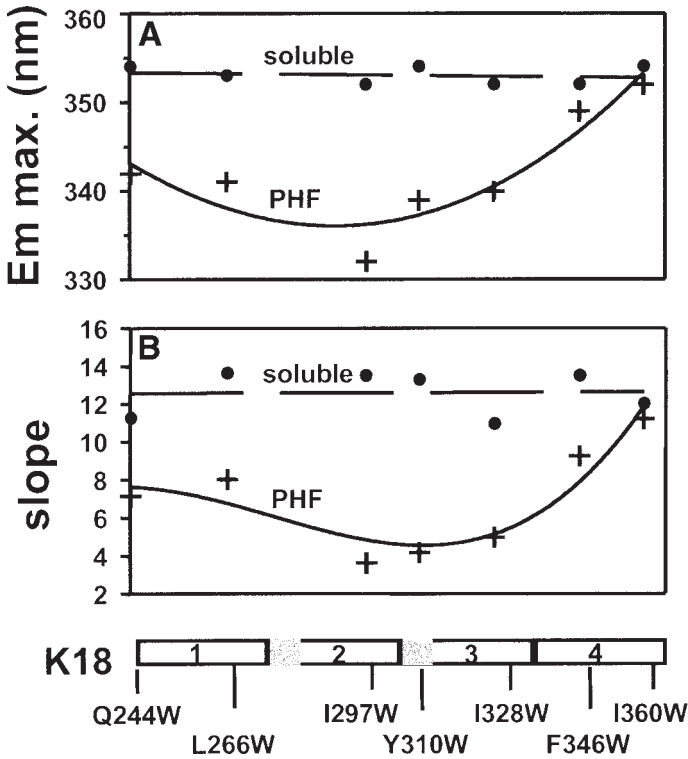 A
Em max. (nm)
360
350
340
330
soluble
PHF
B
slope
16
14
12
10
8
6
4
2
soluble
PHF
K18
1 2 3 4
Q244W I297W I328W I360W
L266W Y310W F346W